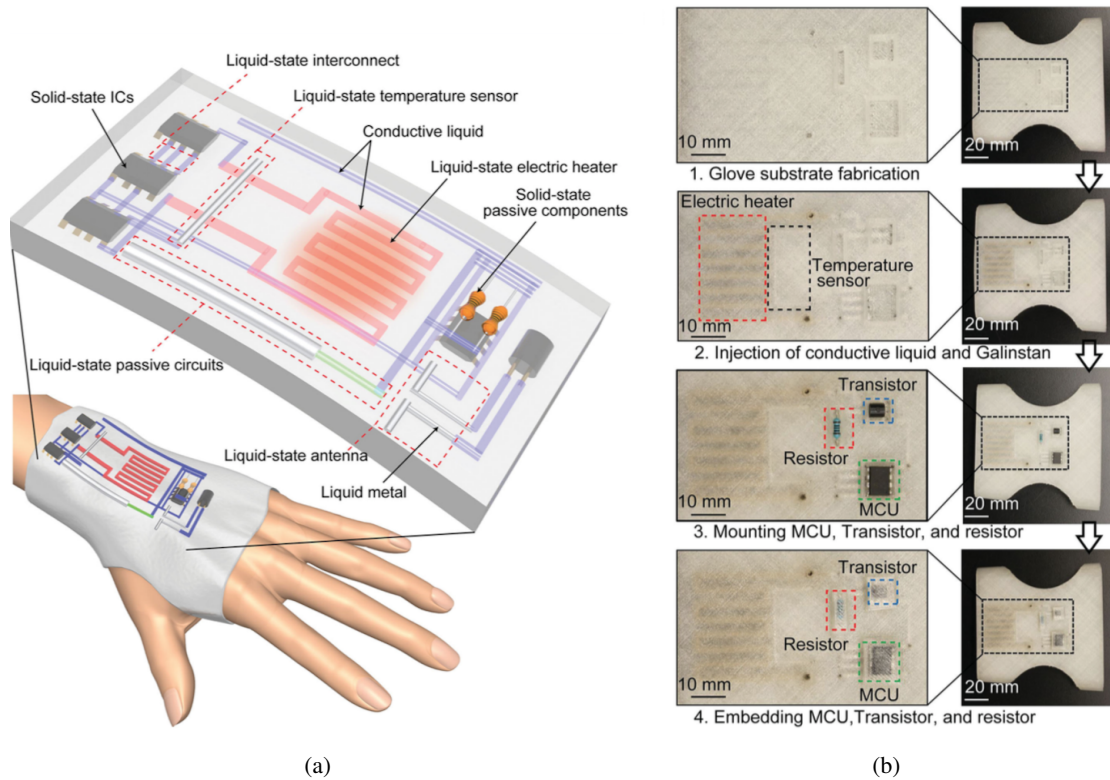 Liquid-state interconnect
Solid-state ICs
Liquid-state temperature sensor
Conductive liquid
Liquid-state electric heater
Solid-state
passive components
Liquid-state passive circuits
Liquid-state antenna
Liquid metal
(a)
10 mm
20 mm
1. Glove substrate fabrication
Electric heater
Temperature
sensor
10 mm
20 mm
2. Injection of conductive liquid and Galinstan
Transistor
Resistor
10 mm
MCU
20 mm
3. Mounting MCU, Transistor, and resistor
Transistor
Resistor
10 mm
MCU
20 mm
4. Embedding MCU,Transistor, and resistor
(b)